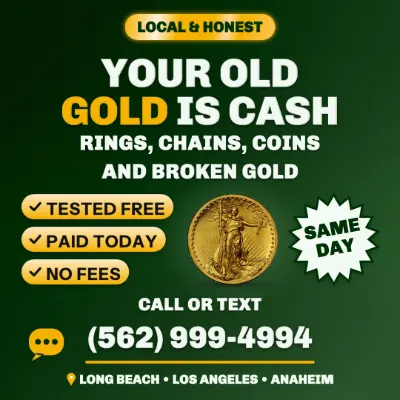 LOCAL & HONEST
YOUR OLD
GOLD IS CASH
RINGS, CHAINS, COINS
AND BROKEN GOLD
TESTED FREE
PAID TODAY
NO FEES
SAME
DAY
CALL OR TEXT
(562) 999-4994
LONG BEACH • LOS ANGELES • ANAHEIM